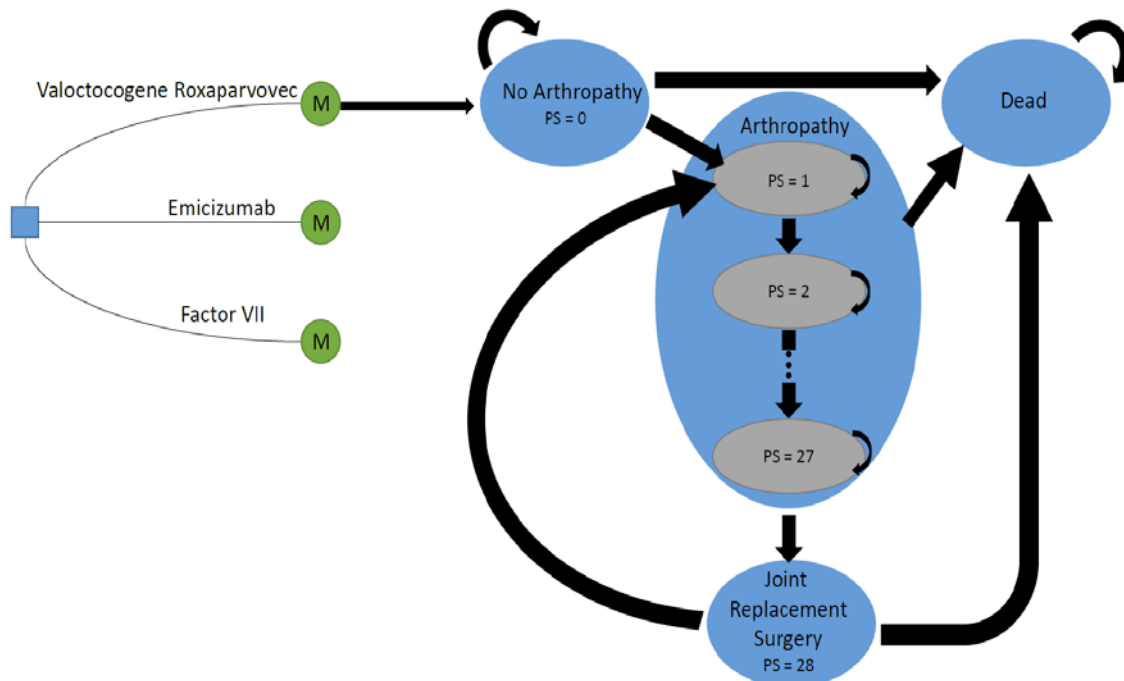 Valoctocogene Roxaparvovec
M
Emicizumab
M
Factor VII
M
No Arthropathy
PS = 0
Dead
Arthropathy
PS = 1
PS = 2
PS = 27
Joint
Replacement
Surgery
PS = 28